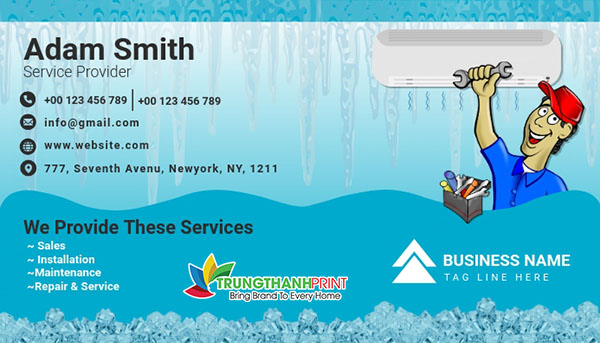 Adam Smith
Service Provider
+00 123 456 789 | +00 123 456 789
info@gmail.com
www.website.com
777, Seventh Avenu, Newyork, NY, 1211
We Provide These Services
~ Sales
~ Installation
~Maintenance
~Repair & Service
TRUNGTHANHPRINT
Bring Brand To Every Home
BUSINESS NAME
TAG LINE HERE